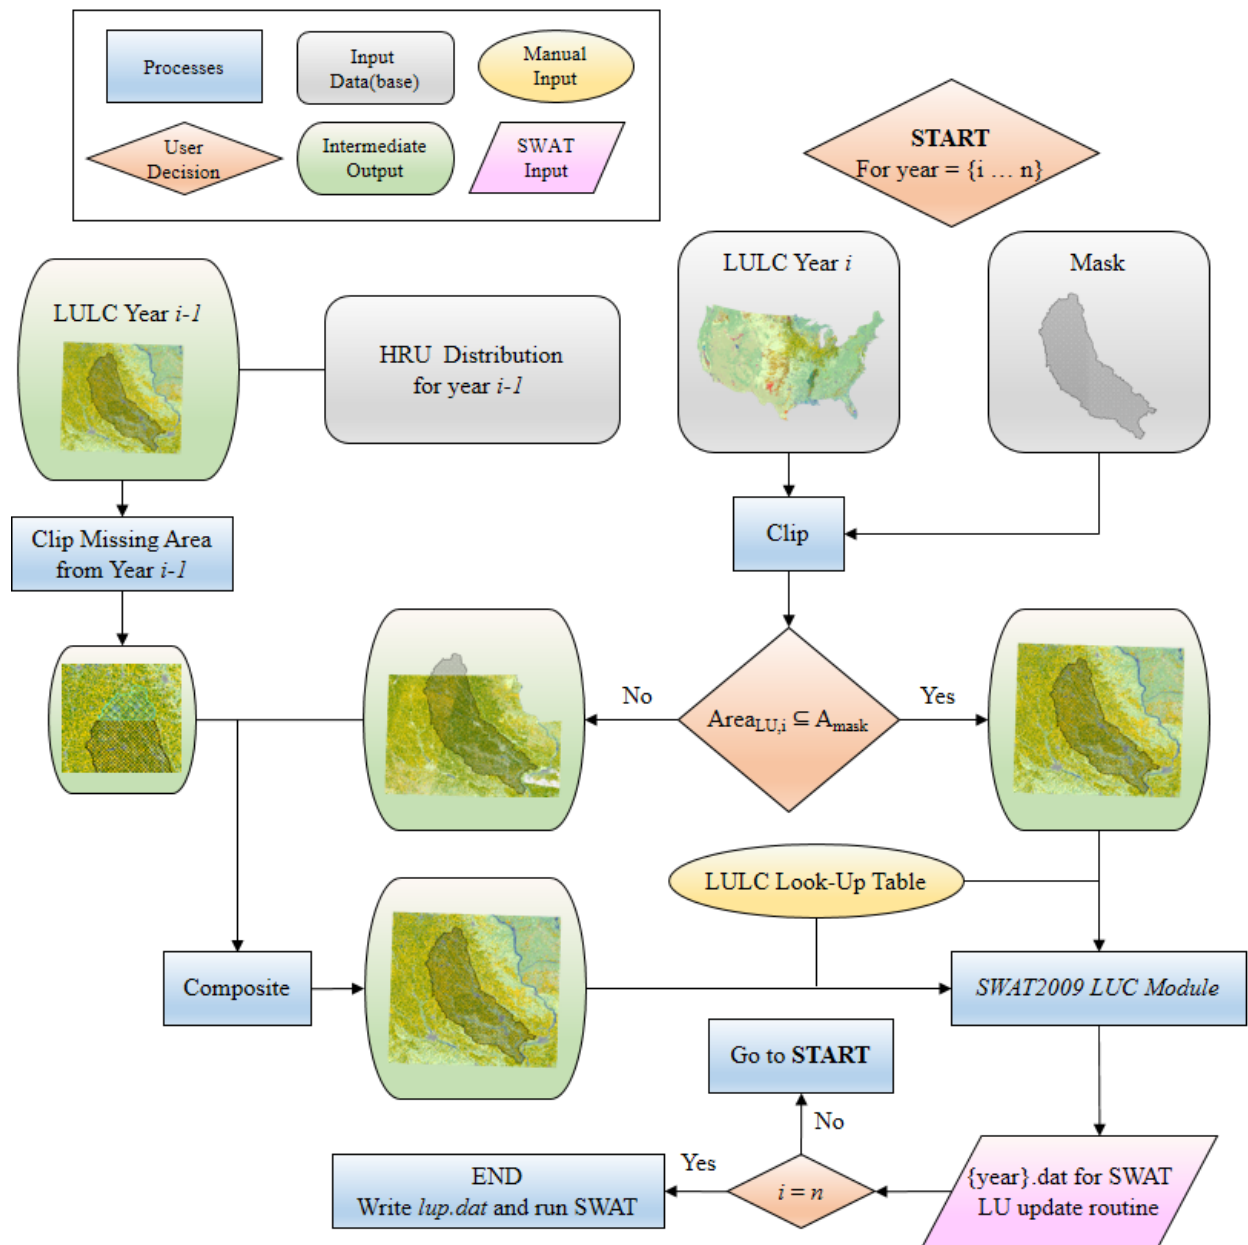 Processes
Input
Data(base)
Manual
Input
User
Decision
Intermediate
Output
SWAT
Input
START
For year = {i … n}
LULC Year i-1
HRU Distribution
for year i-1
LULC Year i
Mask
Clip Missing Area
from Year i-1
Clip
No
Area_LU,i ⊆ A_mask
Yes
LULC Look-Up Table
Composite
SWAT2009 LUC Module
Go to START
No
END
Write lup.dat and run SWAT
Yes
i = n
{year}.dat for SWAT
LU update routine